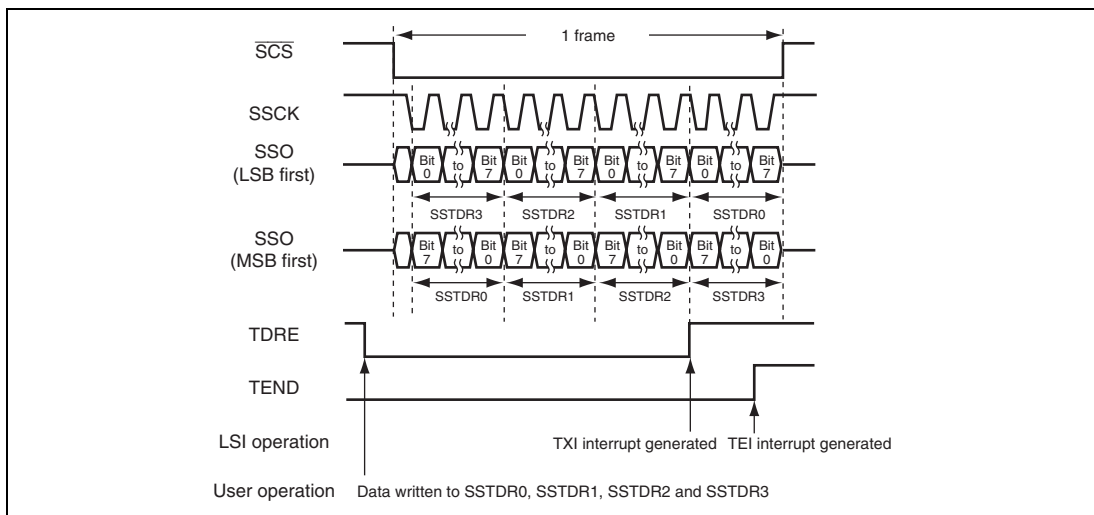 1 frame
SCS
SSCK
SSO
(LSB first)
Bit 0 to Bit 7 Bit 0 to Bit 7 Bit 0 to Bit 7 Bit 0 to Bit 7
SSTDR3 SSTDR2 SSTDR1 SSTDR0
SSO
(MSB first)
Bit 7 to Bit 0 Bit 7 to Bit 0 Bit 7 to Bit 0 Bit 7 to Bit 0
SSTDR0 SSTDR1 SSTDR2 SSTDR3
TDRE
TEND
LSI operation TXI interrupt generated TEI interrupt generated
User operation Data written to SSTDR0, SSTDR1, SSTDR2 and SSTDR3